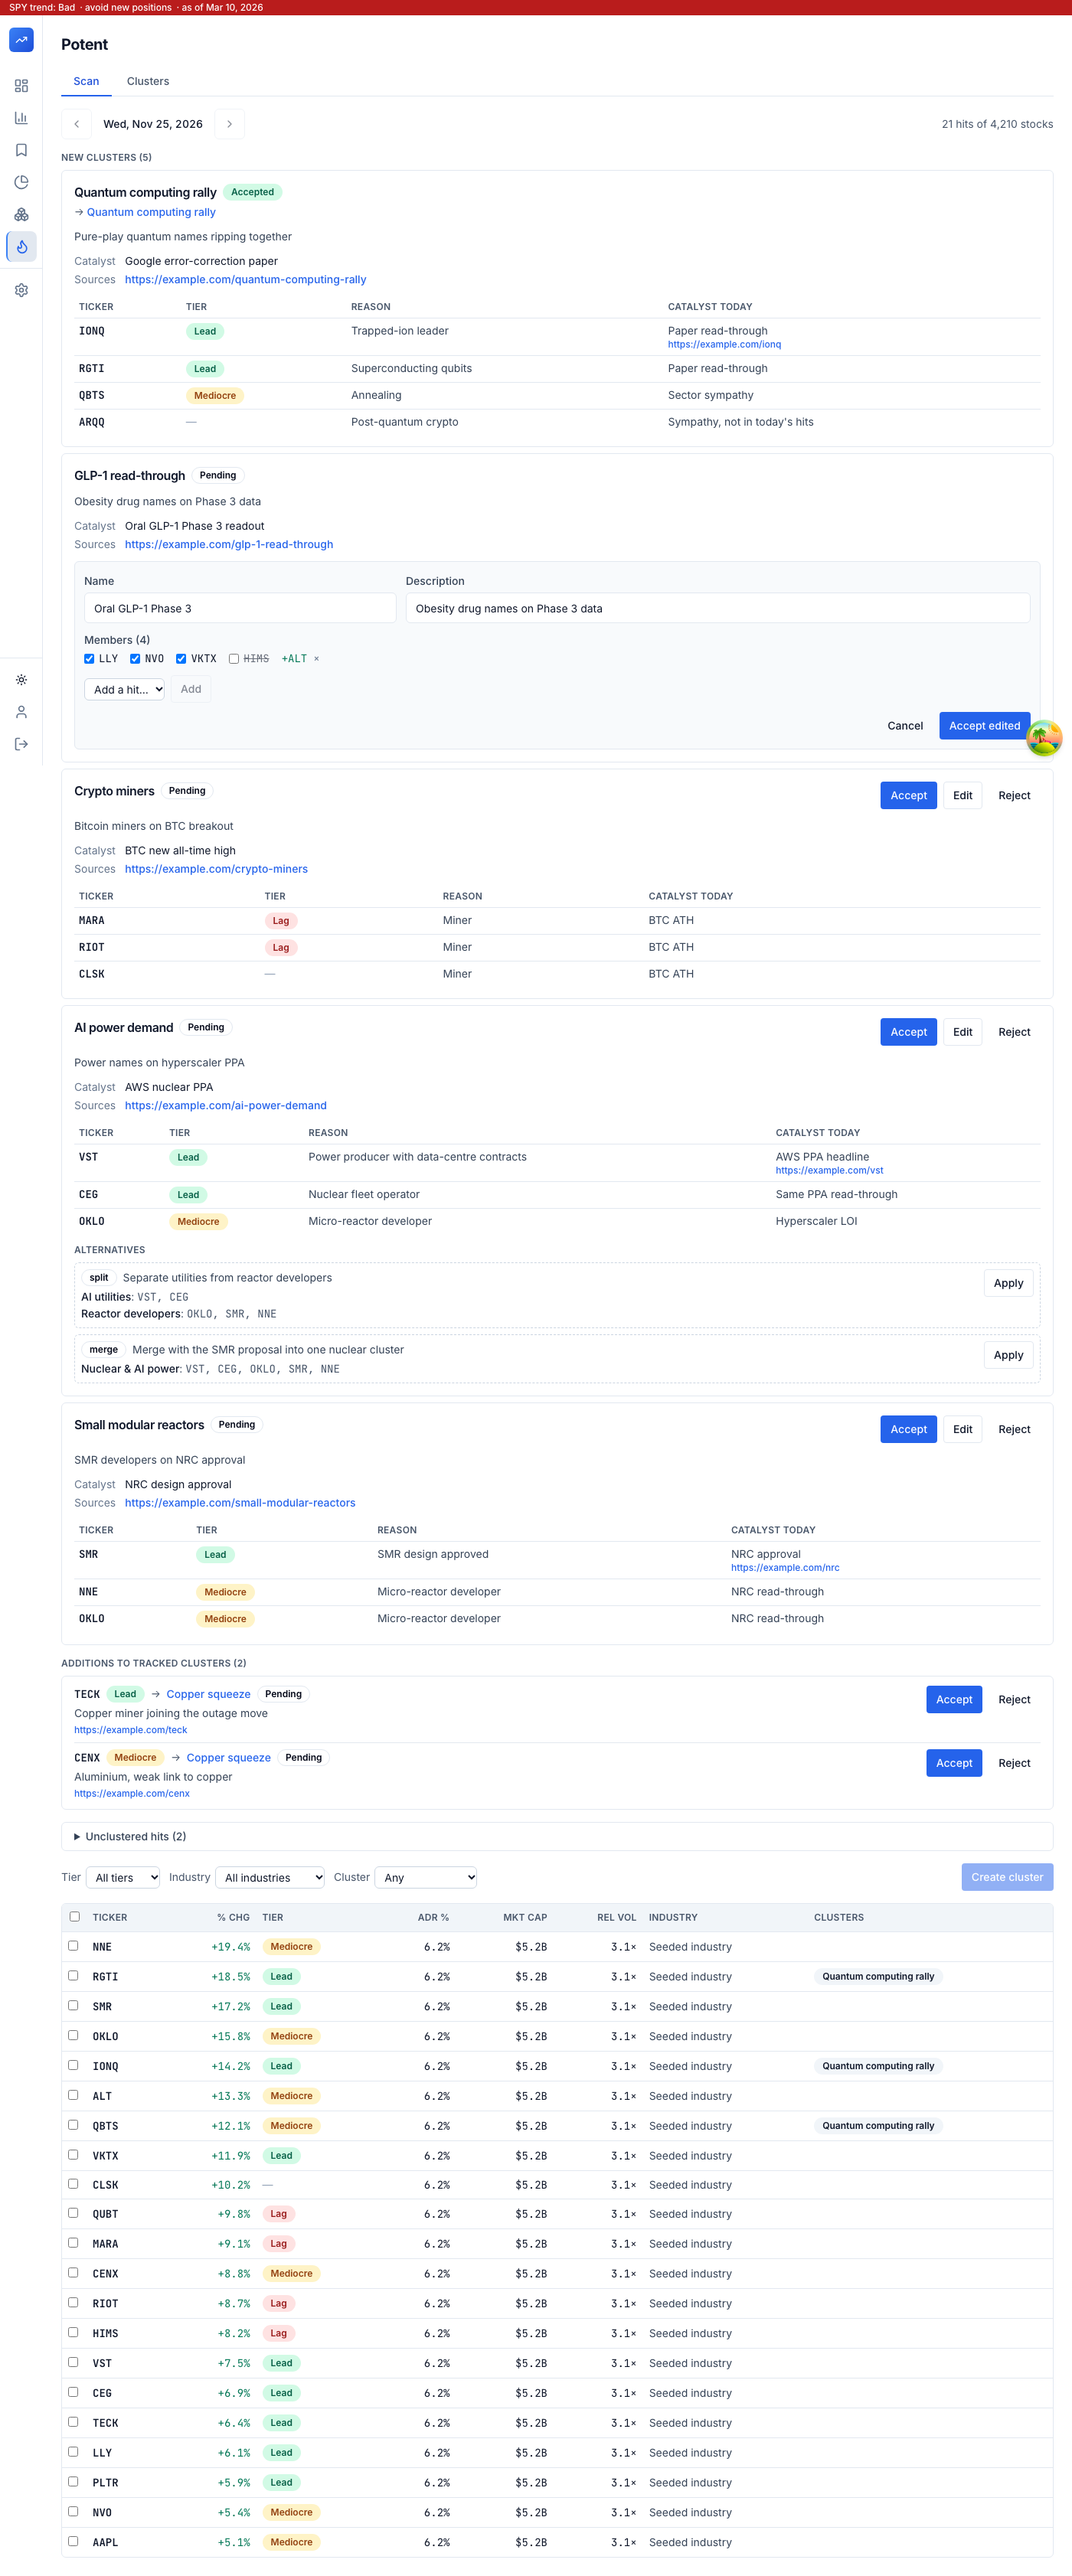 SPY trend: Bad · avoid new positions · as of Mar 10, 2026
Potent
Scan Clusters
Wed, Nov 25, 2026 21 hits of 4,210 stocks
NEW CLUSTERS (5)
Quantum computing rally Accepted
→ Quantum computing rally
Pure-play quantum names ripping together
Catalyst Google error-correction paper
Sources https://example.com/quantum-computing-rally
TICKER TIER REASON CATALYST TODAY
IONQ Lead Trapped-ion leader Paper read-through
https://example.com/ionq
RGTI Lead Superconducting qubits Paper read-through
QBTS Mediocre Annealing Sector sympathy
ARQQ — Post-quantum crypto Sympathy, not in today's hits
GLP-1 read-through Pending
Obesity drug names on Phase 3 data
Catalyst Oral GLP-1 Phase 3 readout
Sources https://example.com/glp-1-read-through
Name Description
Oral GLP-1 Phase 3 Obesity drug names on Phase 3 data
Members (4)
LLY NVO VKTX HIMS +ALT ×
Add a hit... Add
Cancel Accept edited
Crypto miners Pending Accept Edit Reject
Bitcoin miners on BTC breakout
Catalyst BTC new all-time high
Sources https://example.com/crypto-miners
TICKER TIER REASON CATALYST TODAY
MARA Lag Miner BTC ATH
RIOT Lag Miner BTC ATH
CLSK — Miner BTC ATH
AI power demand Pending Accept Edit Reject
Power names on hyperscaler PPA
Catalyst AWS nuclear PPA
Sources https://example.com/ai-power-demand
TICKER TIER REASON CATALYST TODAY
VST Lead Power producer with data-centre contracts AWS PPA headline
https://example.com/vst
CEG Lead Nuclear fleet operator Same PPA read-through
OKLO Mediocre Micro-reactor developer Hyperscaler LOI
ALTERNATIVES
split Separate utilities from reactor developers Apply
AI utilities: VST, CEG
Reactor developers: OKLO, SMR, NNE
merge Merge with the SMR proposal into one nuclear cluster Apply
Nuclear & AI power: VST, CEG, OKLO, SMR, NNE
Small modular reactors Pending Accept Edit Reject
SMR developers on NRC approval
Catalyst NRC design approval
Sources https://example.com/small-modular-reactors
TICKER TIER REASON CATALYST TODAY
SMR Lead SMR design approved NRC approval
https://example.com/nrc
NNE Mediocre Micro-reactor developer NRC read-through
OKLO Mediocre Micro-reactor developer NRC read-through
ADDITIONS TO TRACKED CLUSTERS (2)
TECK Lead → Copper squeeze Pending Accept Reject
Copper miner joining the outage move
https://example.com/teck
CENX Mediocre → Copper squeeze Pending Accept Reject
Aluminium, weak link to copper
https://example.com/cenx
Unclustered hits (2)
Tier All tiers Industry All industries Cluster Any Create cluster
TICKER % CHG TIER ADR % MKT CAP REL VOL INDUSTRY CLUSTERS
NNE +19.4% Mediocre 6.2% $5.2B 3.1× Seeded industry
RGTI +18.5% Lead 6.2% $5.2B 3.1× Seeded industry Quantum computing rally
SMR +17.2% Lead 6.2% $5.2B 3.1× Seeded industry
OKLO +15.8% Mediocre 6.2% $5.2B 3.1× Seeded industry
IONQ +14.2% Lead 6.2% $5.2B 3.1× Seeded industry Quantum computing rally
ALT +13.3% Mediocre 6.2% $5.2B 3.1× Seeded industry
QBTS +12.1% Mediocre 6.2% $5.2B 3.1× Seeded industry Quantum computing rally
VKTX +11.9% Lead 6.2% $5.2B 3.1× Seeded industry
CLSK +10.2% — 6.2% $5.2B 3.1× Seeded industry
QUBT +9.8% Lag 6.2% $5.2B 3.1× Seeded industry
MARA +9.1% Lag 6.2% $5.2B 3.1× Seeded industry
CENX +8.8% Mediocre 6.2% $5.2B 3.1× Seeded industry
RIOT +8.7% Lag 6.2% $5.2B 3.1× Seeded industry
HIMS +8.2% Lag 6.2% $5.2B 3.1× Seeded industry
VST +7.5% Lead 6.2% $5.2B 3.1× Seeded industry
CEG +6.9% Lead 6.2% $5.2B 3.1× Seeded industry
TECK +6.4% Lead 6.2% $5.2B 3.1× Seeded industry
LLY +6.1% Lead 6.2% $5.2B 3.1× Seeded industry
PLTR +5.9% Lead 6.2% $5.2B 3.1× Seeded industry
NVO +5.4% Mediocre 6.2% $5.2B 3.1× Seeded industry
AAPL +5.1% Mediocre 6.2% $5.2B 3.1× Seeded industry